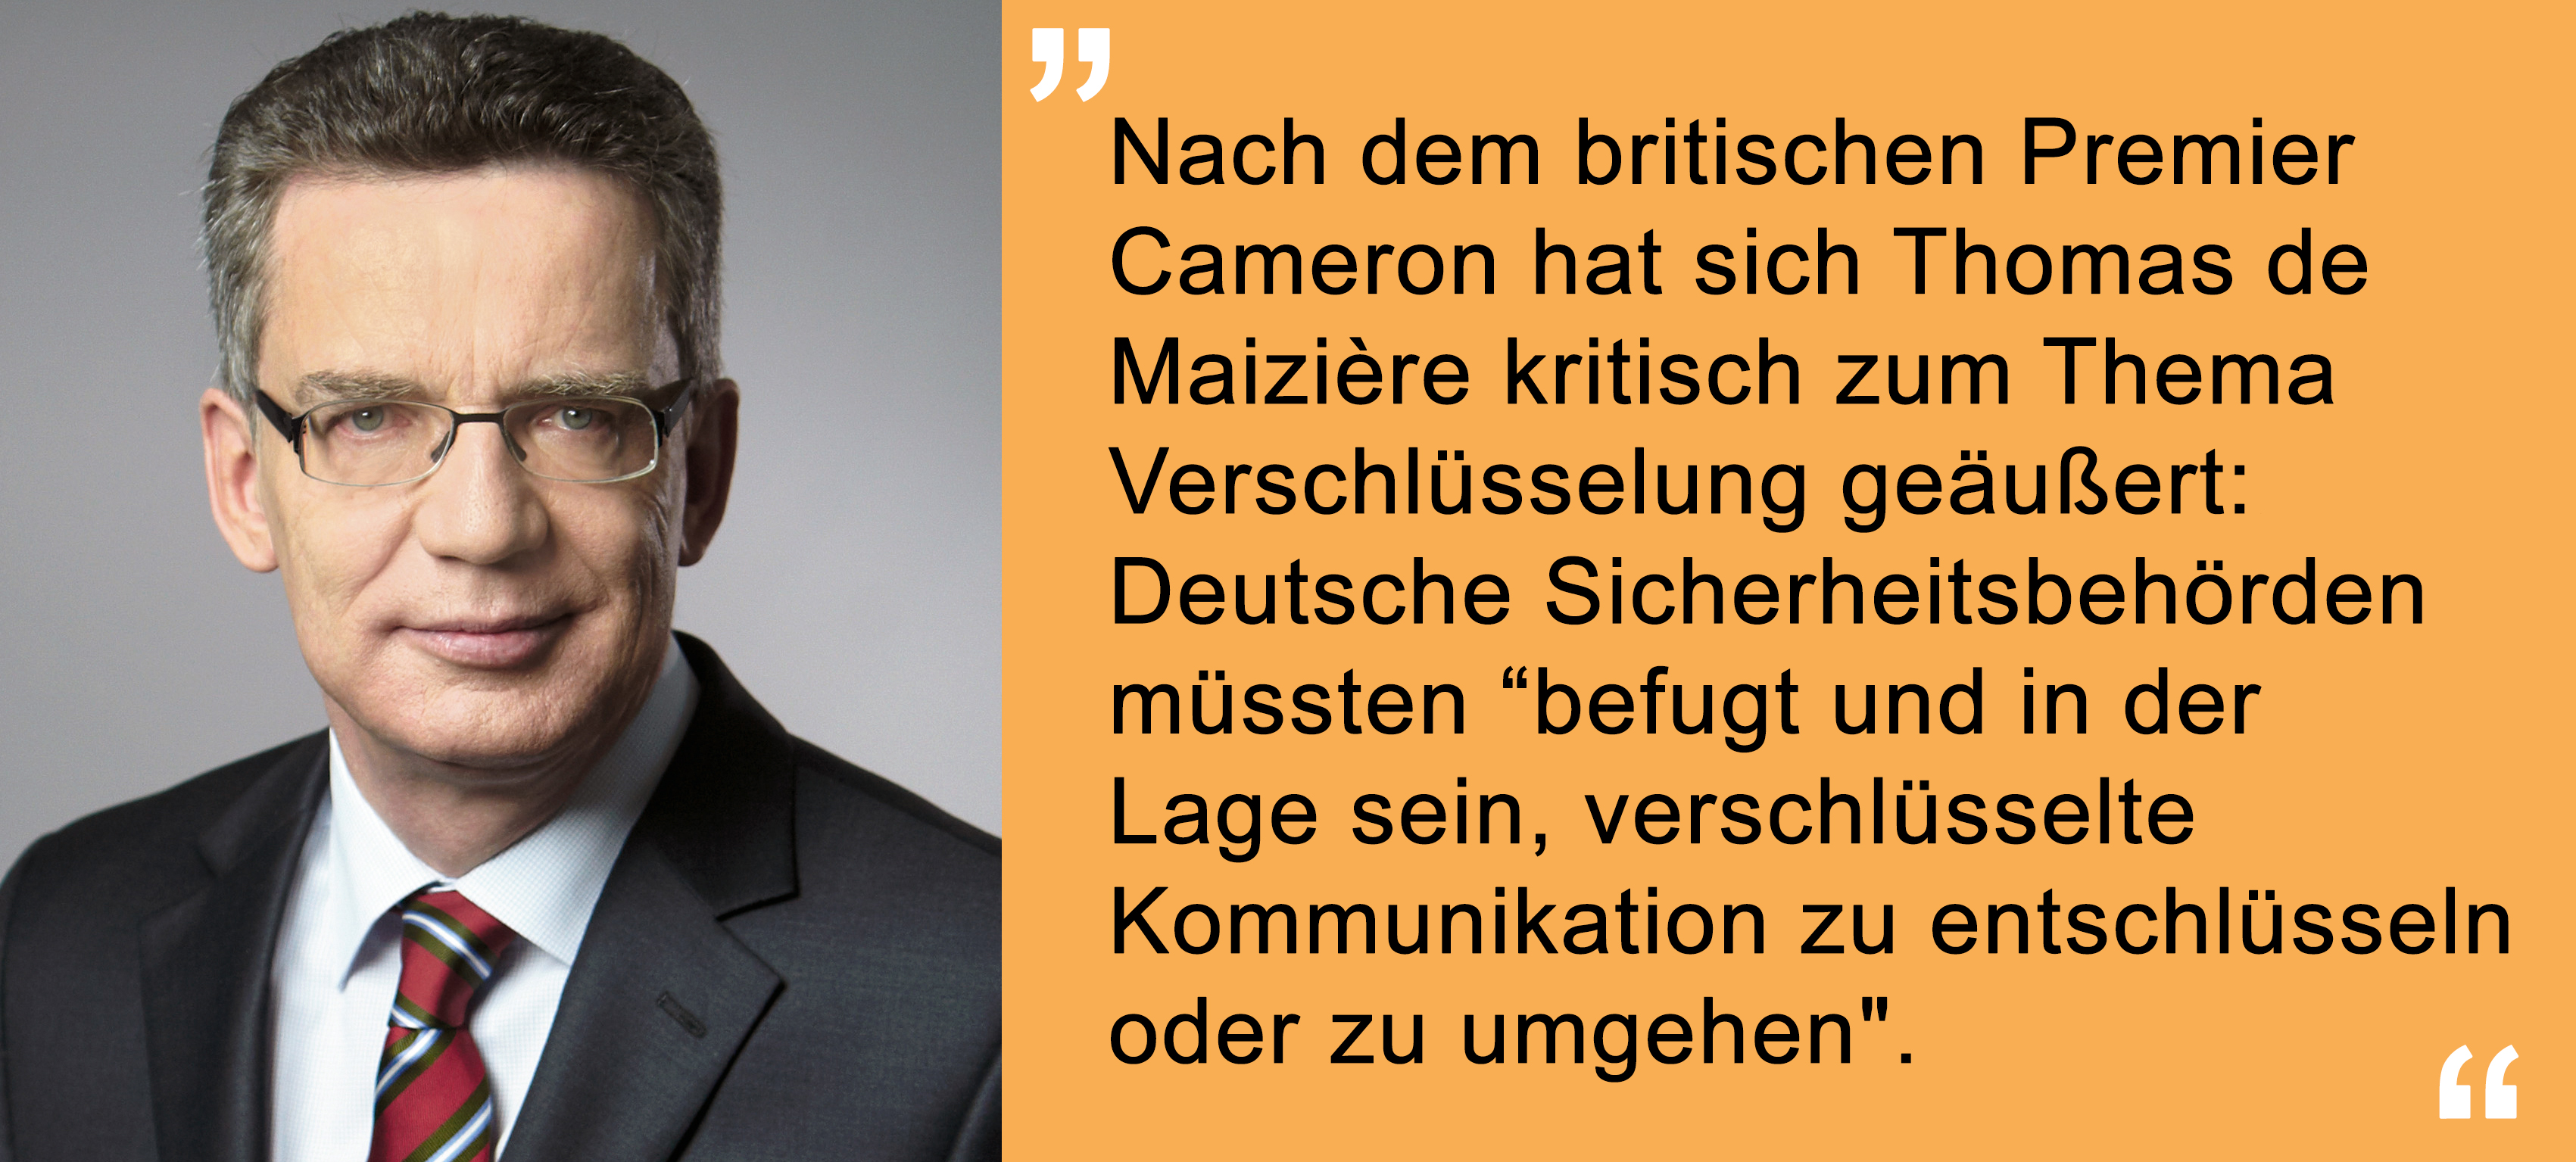 ”
Nach dem britischen Premier
Cameron hat sich Thomas de
Maizière kritisch zum Thema
Verschlüsselung geäußert:
Deutsche Sicherheitsbehörden
müssten “befugt und in der
Lage sein, verschlüsselte
Kommunikation zu entschlüsseln
oder zu umgehen".
“